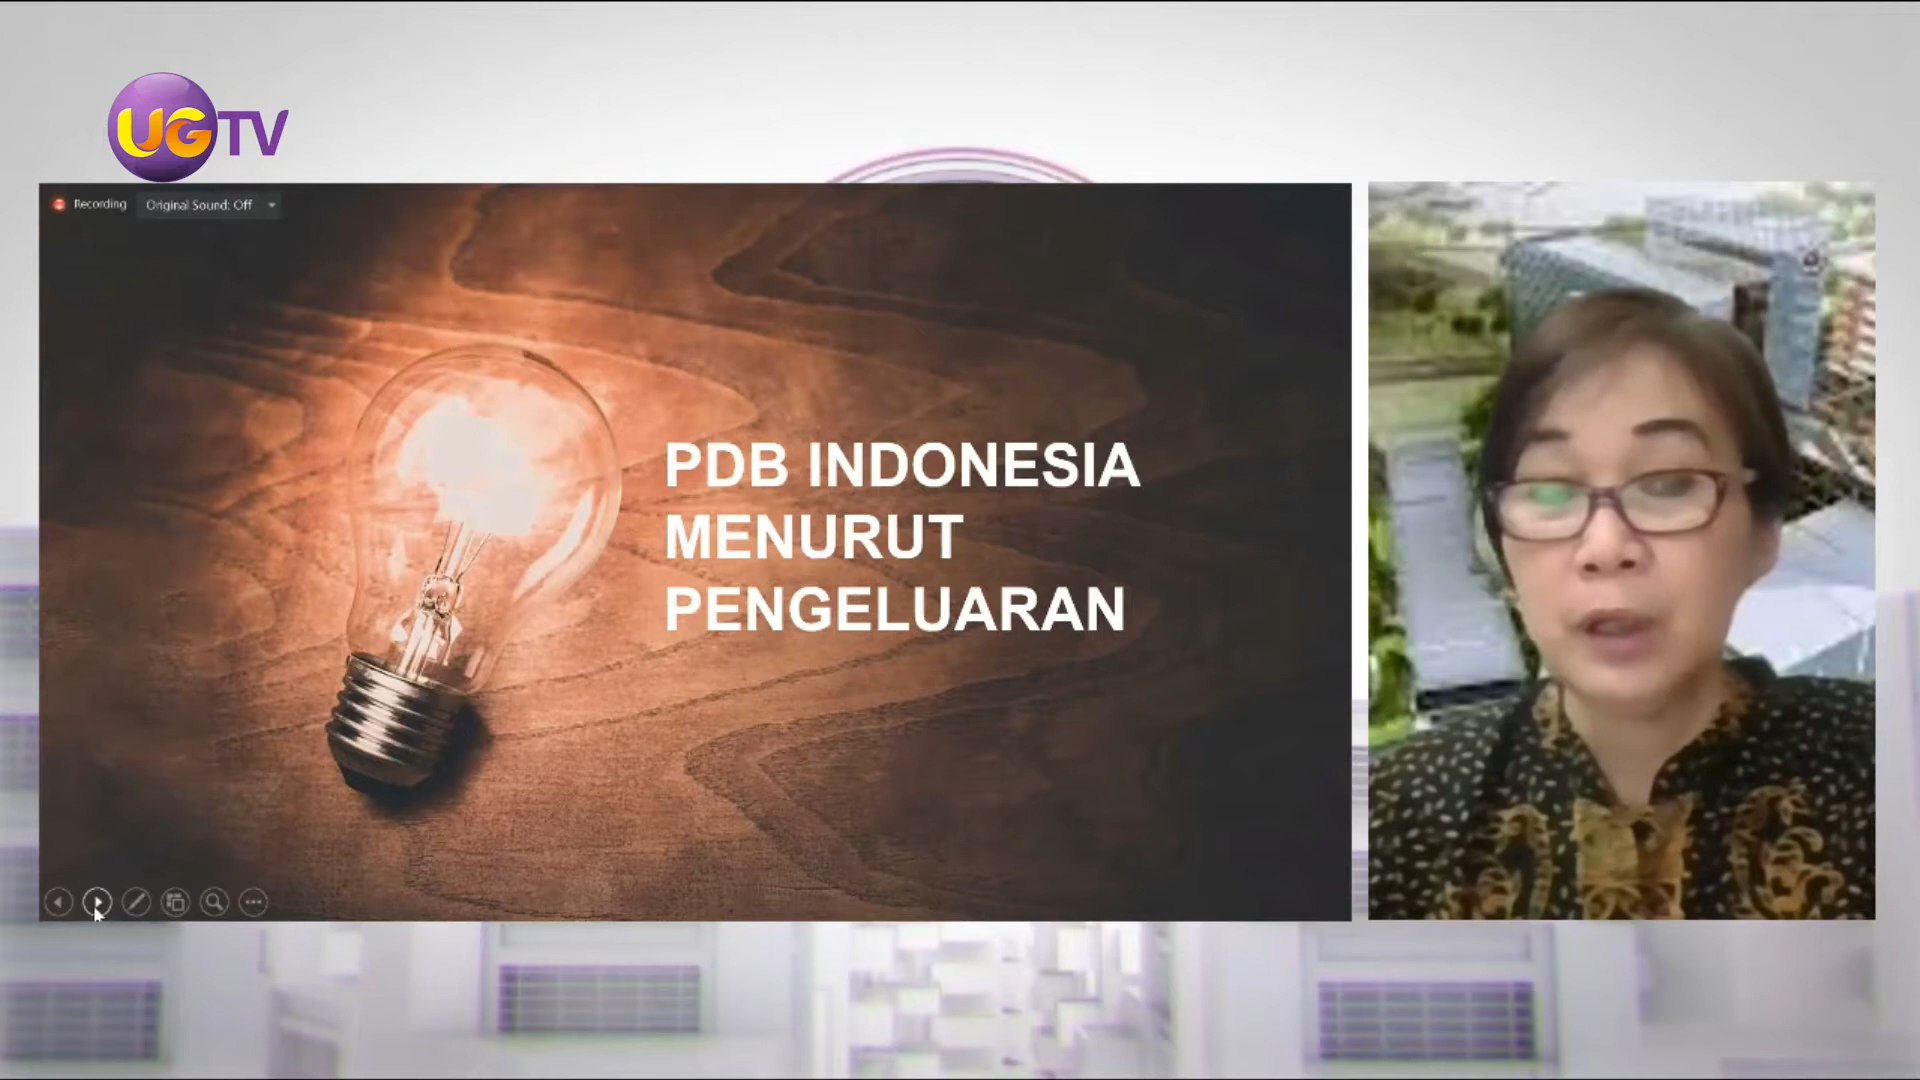 UGTV
Recording
Original Sound: Off
PDB INDONESIA
MENURUT
PENGELUARAN